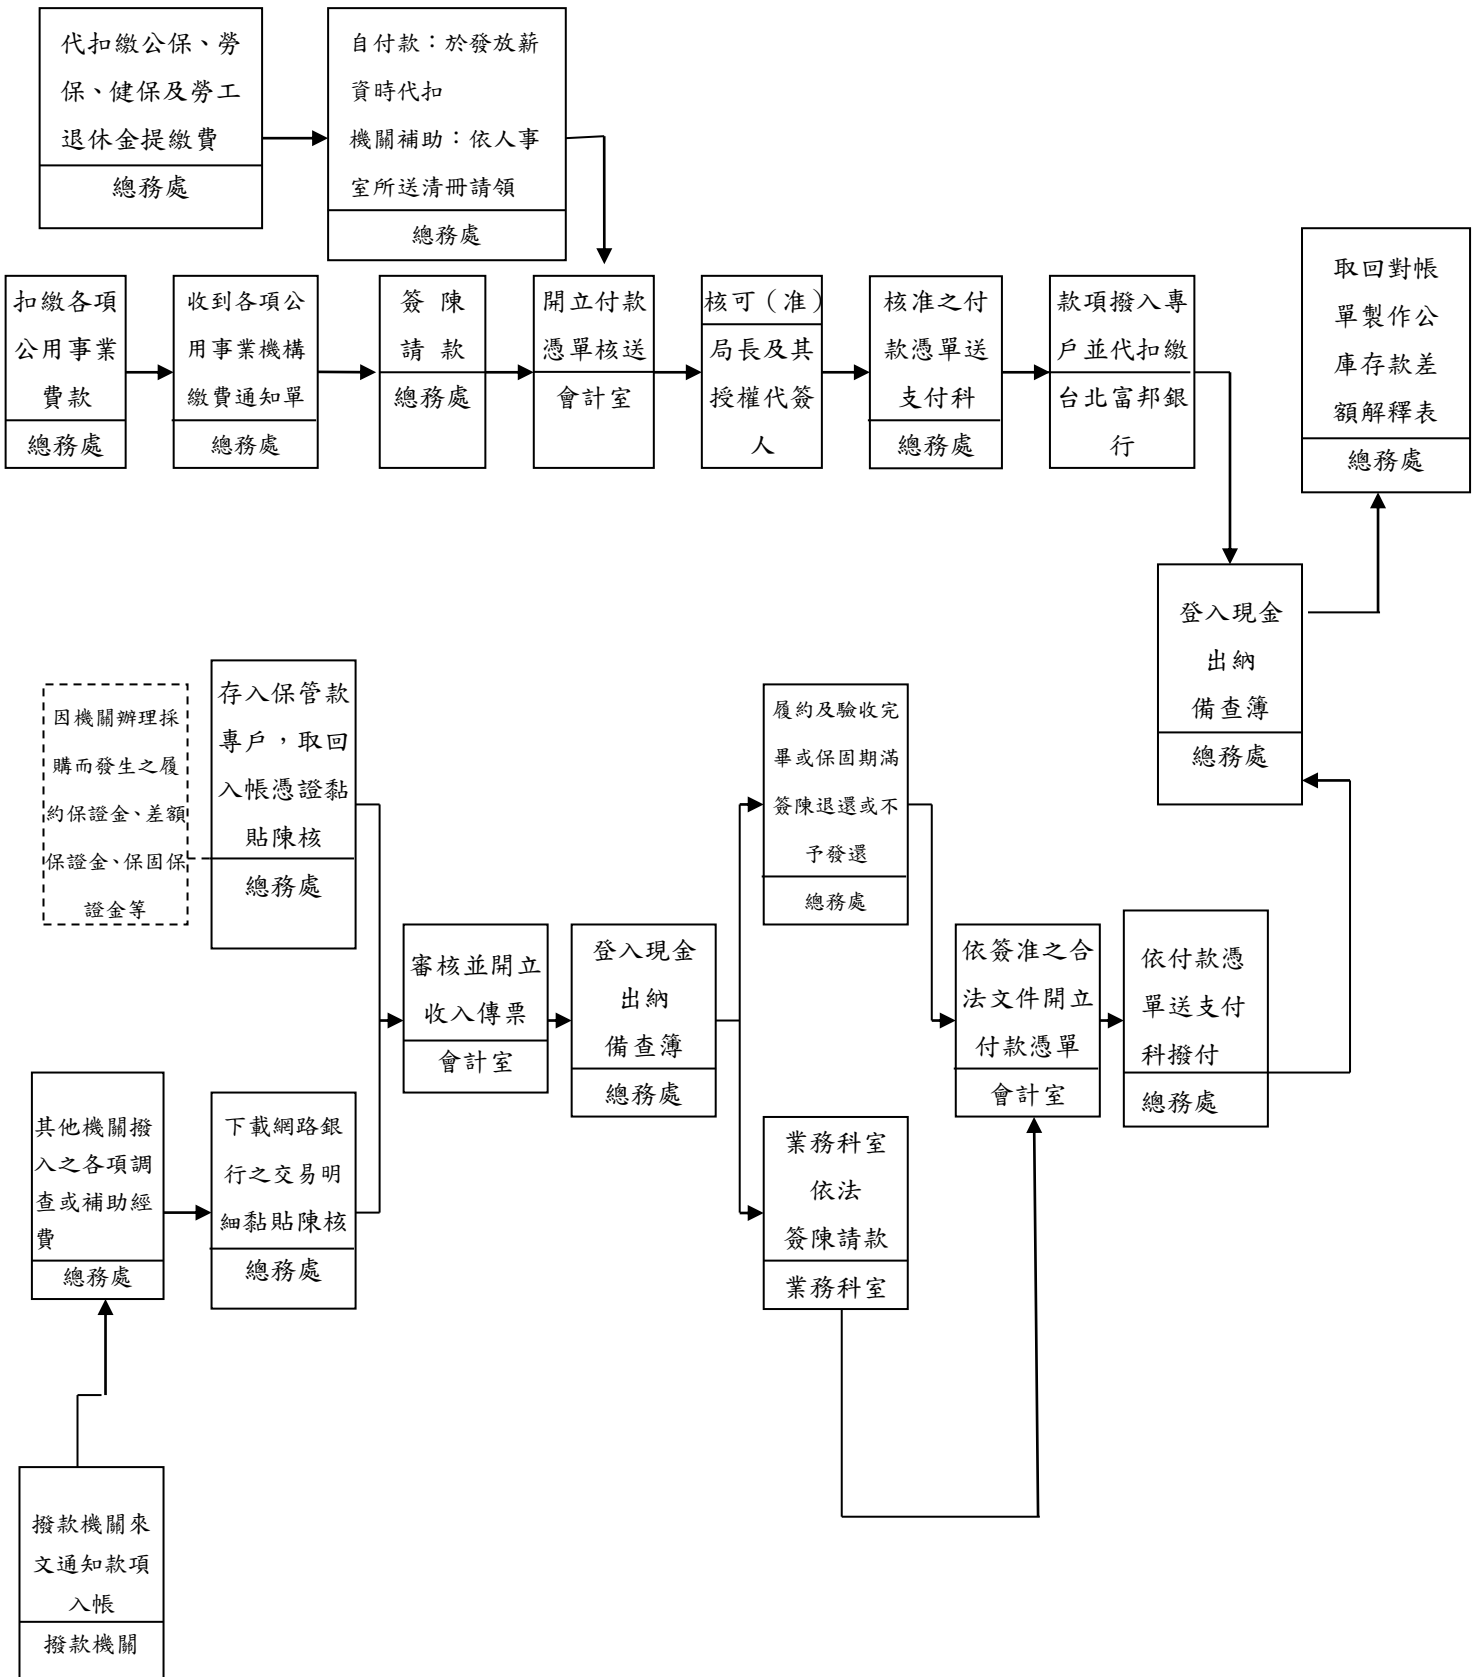 代扣繳公保、勞
保、健保及勞工
退休金提繳費
總務處
自付款：於發放薪
資時代扣
機關補助：依人事
室所送清冊請領
總務處
扣繳各項
公用事業
費款
總務處
收到各項公
用事業機構
繳費通知單
總務處
簽 陳
請 款
總務處
開立付款
憑單核送
會計室
核可（准）
局長及其
授權代簽
人
核准之付
款憑單送
支付科
總務處
款項撥入專
戶並代扣繳
台北富邦銀
行
取回對帳
單製作公
庫存款差
額解釋表
總務處
登入現金
出納
備查簿
總務處
因機關辦理採
購而發生之履
約保證金、差額
保證金、保固保
證金等
存入保管款
專戶，取回
入帳憑證黏
貼陳核
總務處
審核並開立
收入傳票
會計室
登入現金
出納
備查簿
總務處
履約及驗收完
畢或保固期滿
簽陳退還或不
予發還
總務處
依簽准之合
法文件開立
付款憑單
會計室
依付款憑
單送支付
科撥付
總務處
其他機關撥
入之各項調
查或補助經
費
總務處
下載網路銀
行之交易明
細黏貼陳核
總務處
業務科室
依法
簽陳請款
業務科室
撥款機關來
文通知款項
入帳
撥款機關